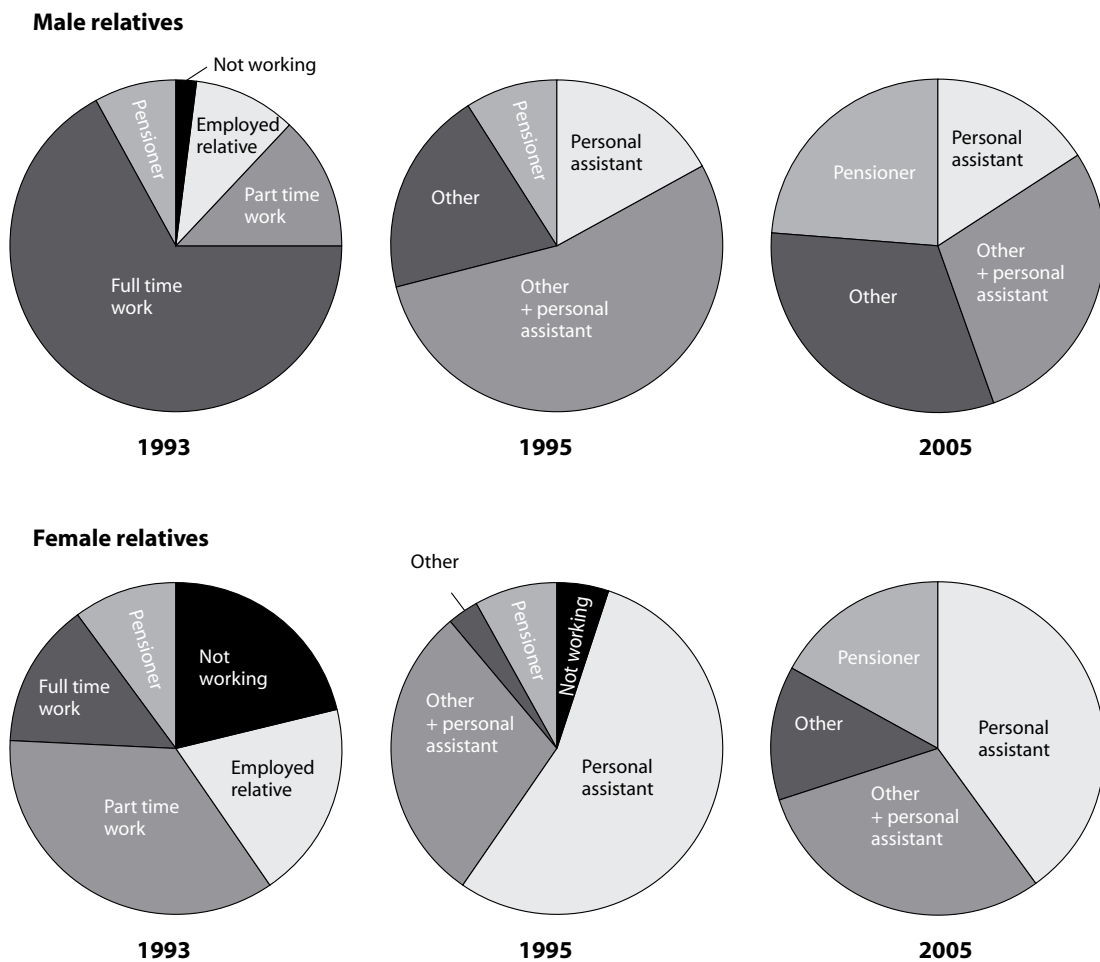 Male relatives
Not working
Pensioner
Employed
relative
Part time
work
Full time
work
1993
Pensioner
Personal
assistant
Other
Other
+ personal
assistant
1995
Personal
assistant
Pensioner
Other
+ personal
assistant
Other
2005
Female relatives
Pensioner
Not
working
Full time
work
Employed
relative
Part time
work
1993
Other
Pensioner
Not working
Other
+ personal
assistant
Personal
assistant
1995
Pensioner
Personal
assistant
Other
Other
+ personal
assistant
2005